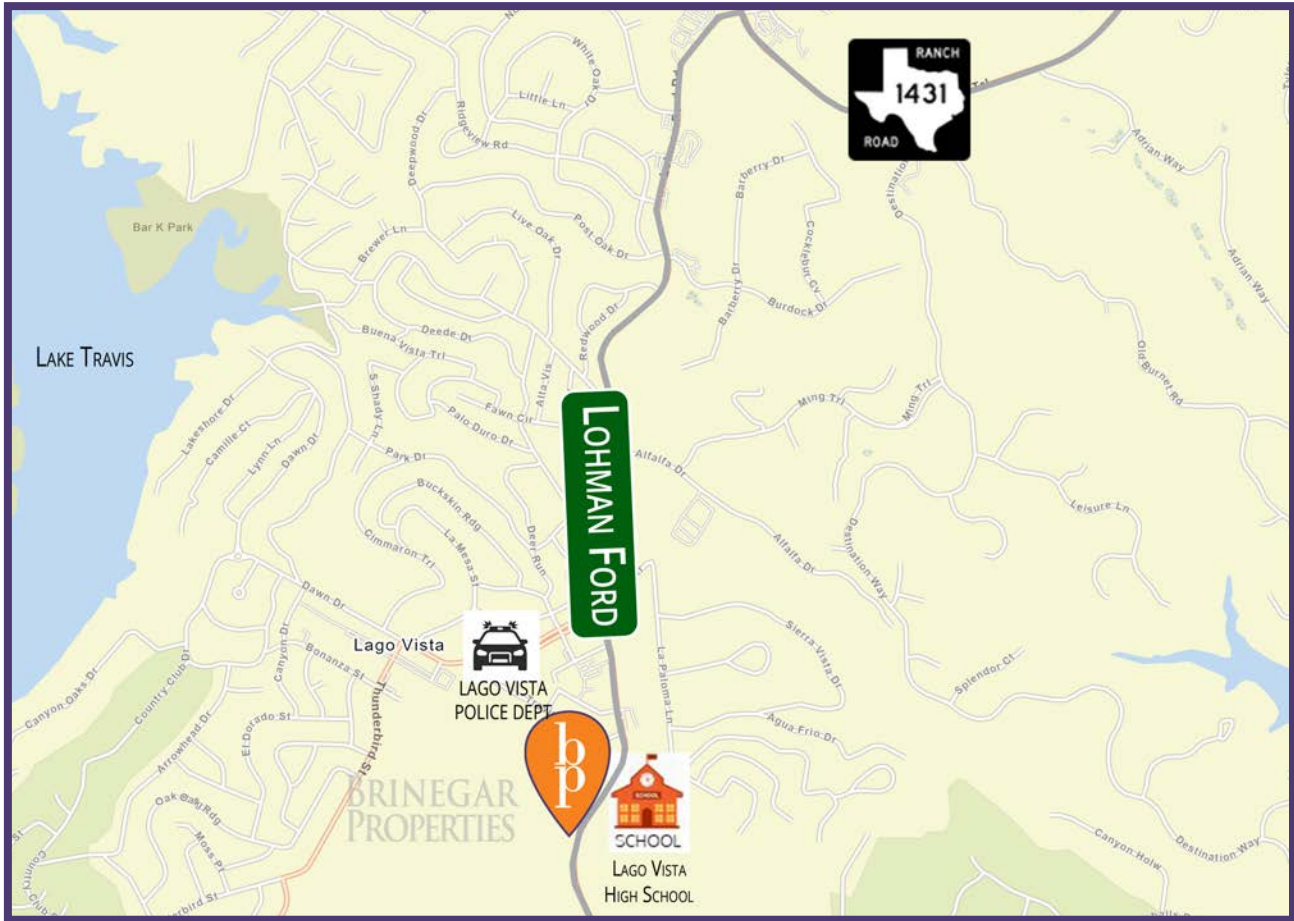 RANCH
1431
ROAD
White Oak Dr
Little Ln
Ridgeview Rd
Deepwood Dr
Adrian Way
Barberry Dr
Destination
Bar K Park
Live Oak Dr
Post Oak Dr
Cocklebur Cv
Adrian Way
Brewer Ln
Barberry Dr
Burdock Dr
Redwood Dr
Deede Dr
Buena Vista Trl
LAKE TRAVIS
Old Burnet Rd
Alta Vis
S Shady Ln
Lakeshore Dr
Camille Ct
Fawn Cir
Ming Trl
Ming Trl
LOHMAN FORD
Palo Duro Dr
Lynn Ln
Dawn Dr
Park Dr
Alfalfa Dr
Buckskin Rdg
Leisure Ln
Deer Run
Cimmaron Trl
La Mesa St
Destination Way
Alfalfa Dr
Dawn Dr
Lago Vista
Sierra Vista Dr
La Paloma Ln
Canyon Dr
Bonanza St
Splendor Ct
LAGO VISTA
POLICE DEPT
Canyon Oaks Dr
Country Club Dr
Thunderbird St
Arrowhead Dr
El Dorado St
Agua Frio Dr
bp
BRINEGAR
PROPERTIES
SCHOOL
SCHOOL
LAGO VISTA
HIGH SCHOOL
Moss Pt
Canyon Holw
Destination Way